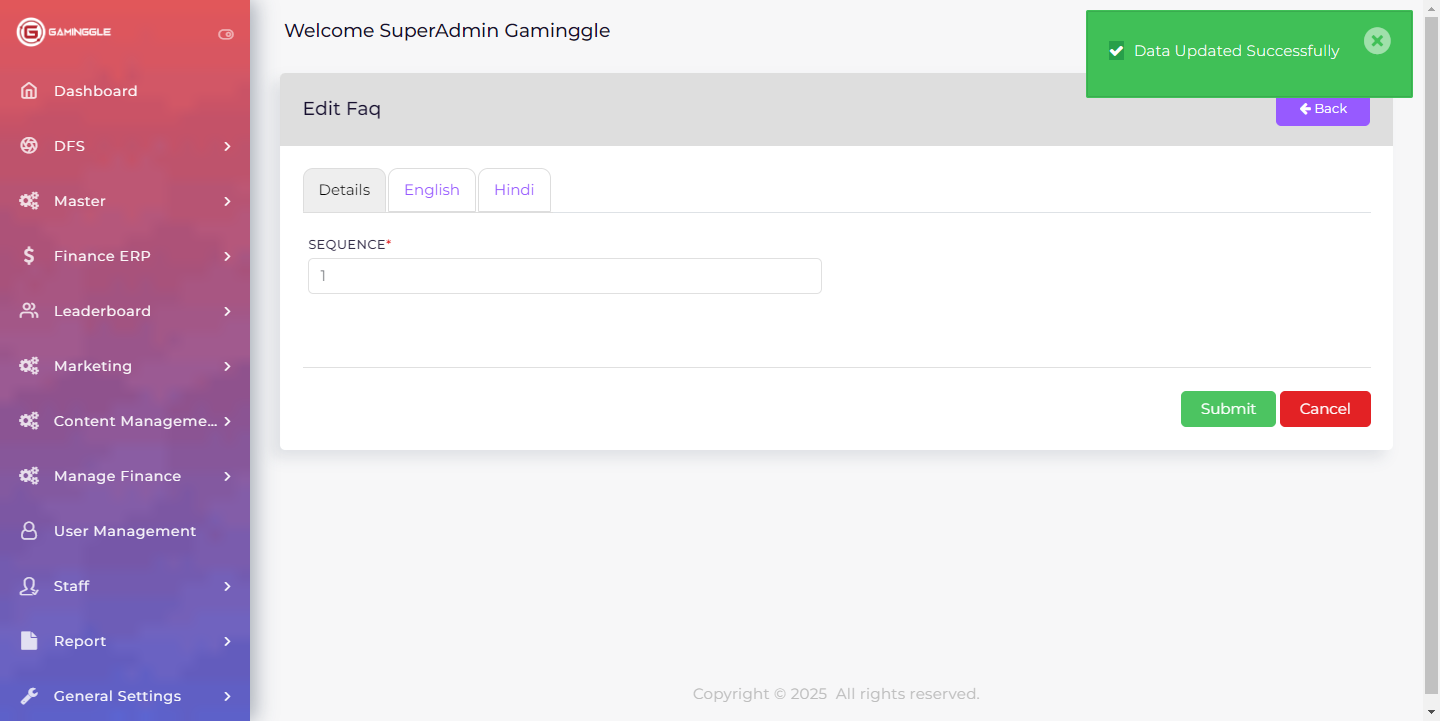 GAMINGGLE
Dashboard
DFS
Master
Finance ERP
Leaderboard
Marketing
Content Manageme...
Manage Finance
User Management
Staff
Report
General Settings
Welcome SuperAdmin Gaminggle
Data Updated Successfully
Edit Faq
Back
Details English Hindi
SEQUENCE*
1
Submit Cancel
Copyright © 2025 All rights reserved.